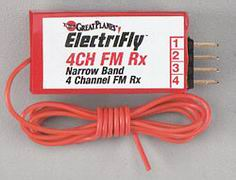 GREAT PLANES
ElectriFly
4CH FM Rx
Narrow Band
4 Channel FM Rx
1
2
3
4